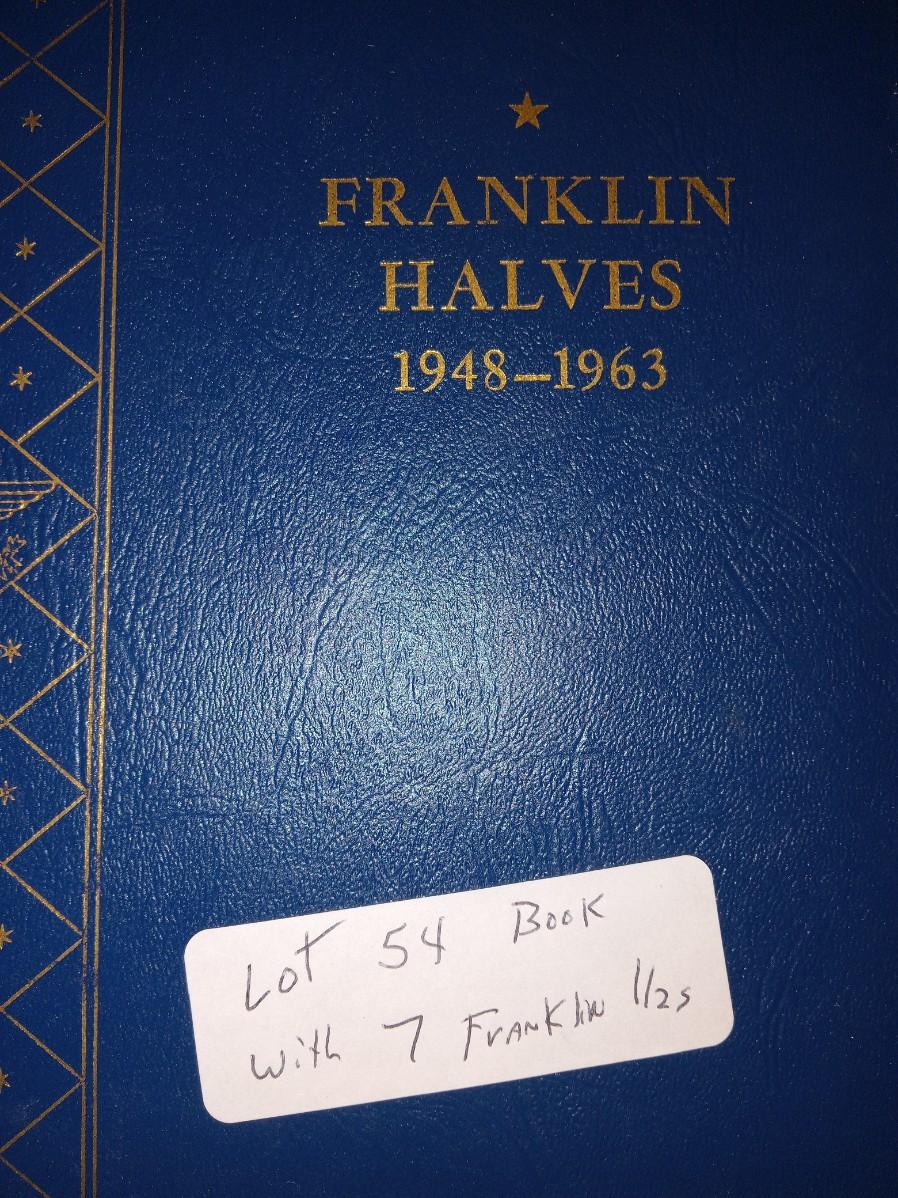 FRANKLIN
HALVES
1948–1963
Lot 54 Book
with 7 Franklin 1/2s